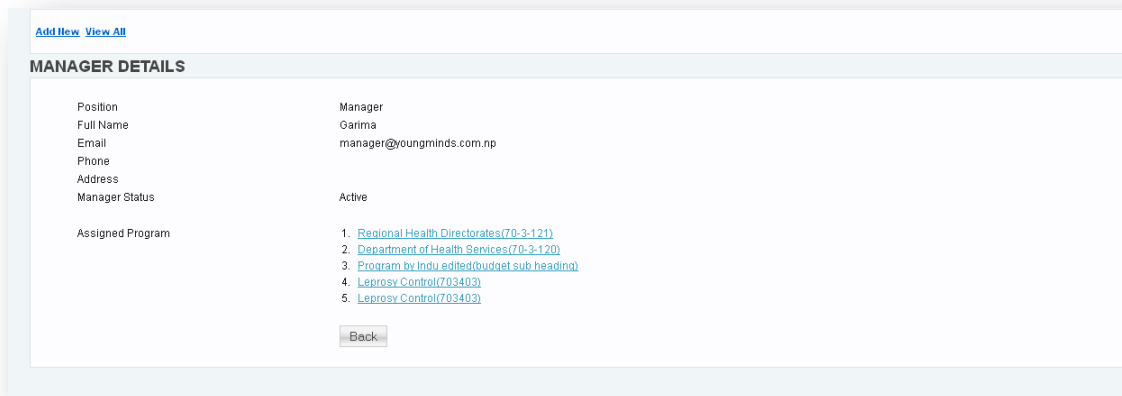 Add New View All
MANAGER DETAILS
Position Manager
Full Name Garima
Email manager@youngminds.com.np
Phone
Address
Manager Status Active
Assigned Program 1. Regional Health Directorates(70-3-121)
2. Department of Health Services(70-3-120)
3. Program by Indu edited(budget sub heading)
4. Leprosy Control(703403)
5. Leprosy Control(703403)
Back